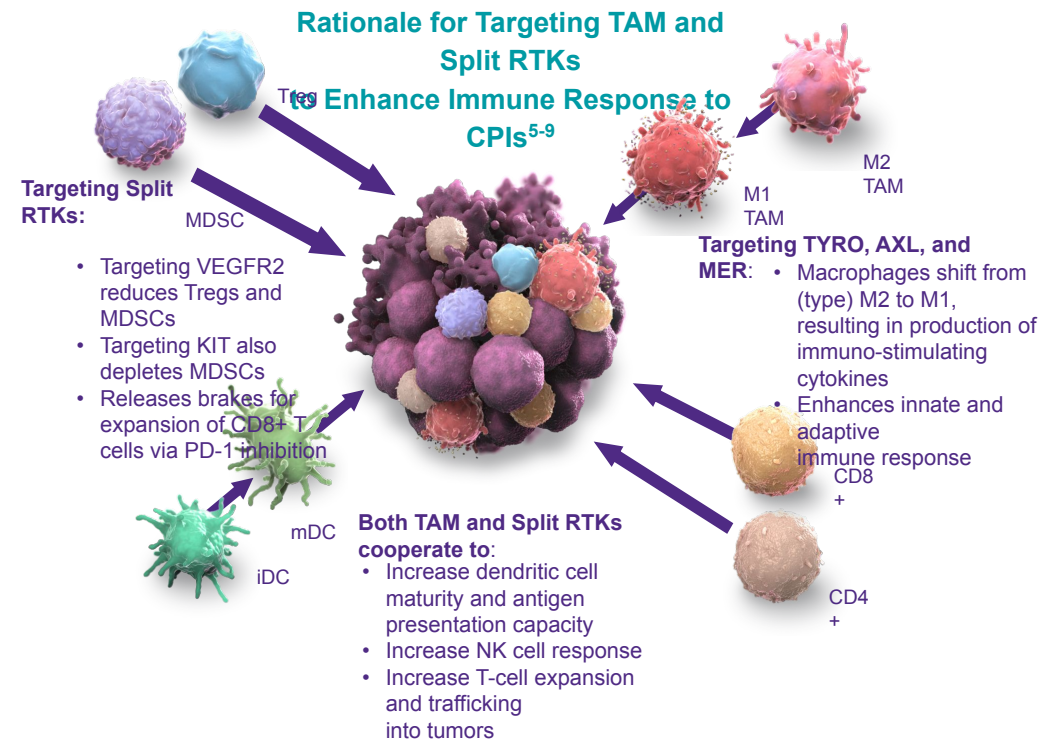 Rationale for Targeting TAM and
Split RTKs
to Enhance Immune Response to
CPIs5-9
Treg
MDSC
Targeting Split
RTKs:
• Targeting VEGFR2
reduces Tregs and
MDSCs
• Targeting KIT also
depletes MDSCs
• Releases brakes for
expansion of CD8+ T
cells via PD-1 inhibition
mDC
iDC
M2
TAM
M1
TAM
Targeting TYRO, AXL, and
MER:
• Macrophages shift from
(type) M2 to M1,
resulting in production of
immuno-stimulating
cytokines
• Enhances innate and
adaptive
immune response
CD8
+
CD4
+
Both TAM and Split RTKs
cooperate to:
• Increase dendritic cell
maturity and antigen
presentation capacity
• Increase NK cell response
• Increase T-cell expansion
and trafficking
into tumors